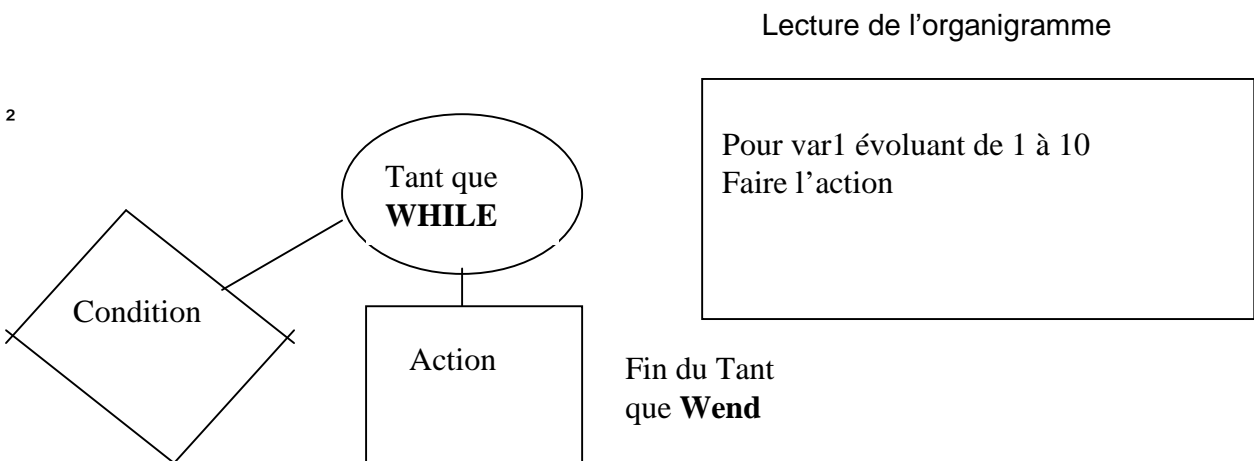 Lecture de l’organigramme
2
Pour var1 évoluant de 1 à 10
Faire l’action
Tant que
WHILE
Condition
Action
Fin du Tant
que Wend